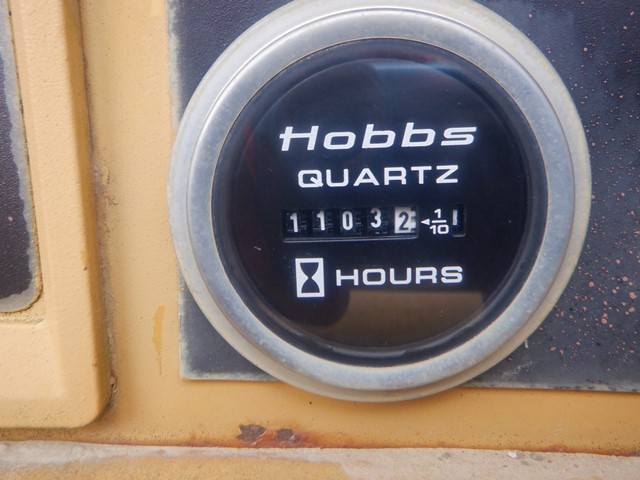 Hobbs
QUARTZ
11032 ◄1/10
HOURS